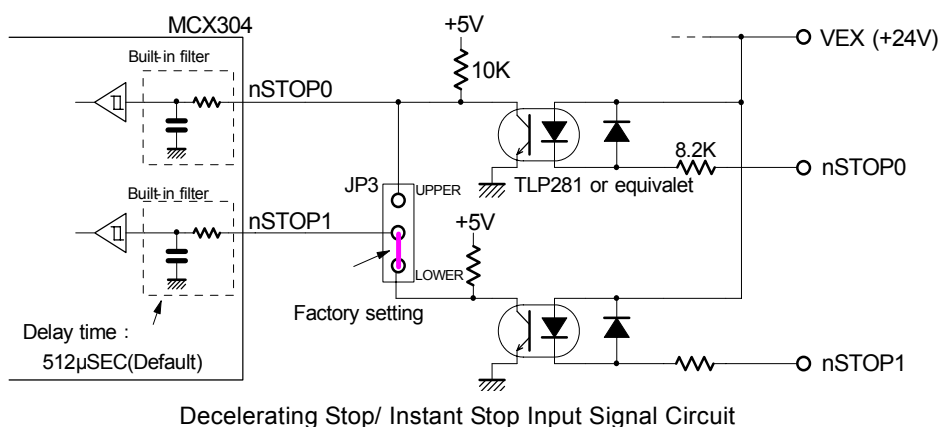 MCX304
+5V
VEX (+24V)
Built-in filter
10K
nSTOP0
8.2K
JP3
UPPER
TLP281 or equivalet
nSTOP0
Built-in filter
nSTOP1
+5V
LOWER
Factory setting
Delay time :
512µSEC(Default)
nSTOP1
Decelerating Stop/ Instant Stop Input Signal Circuit